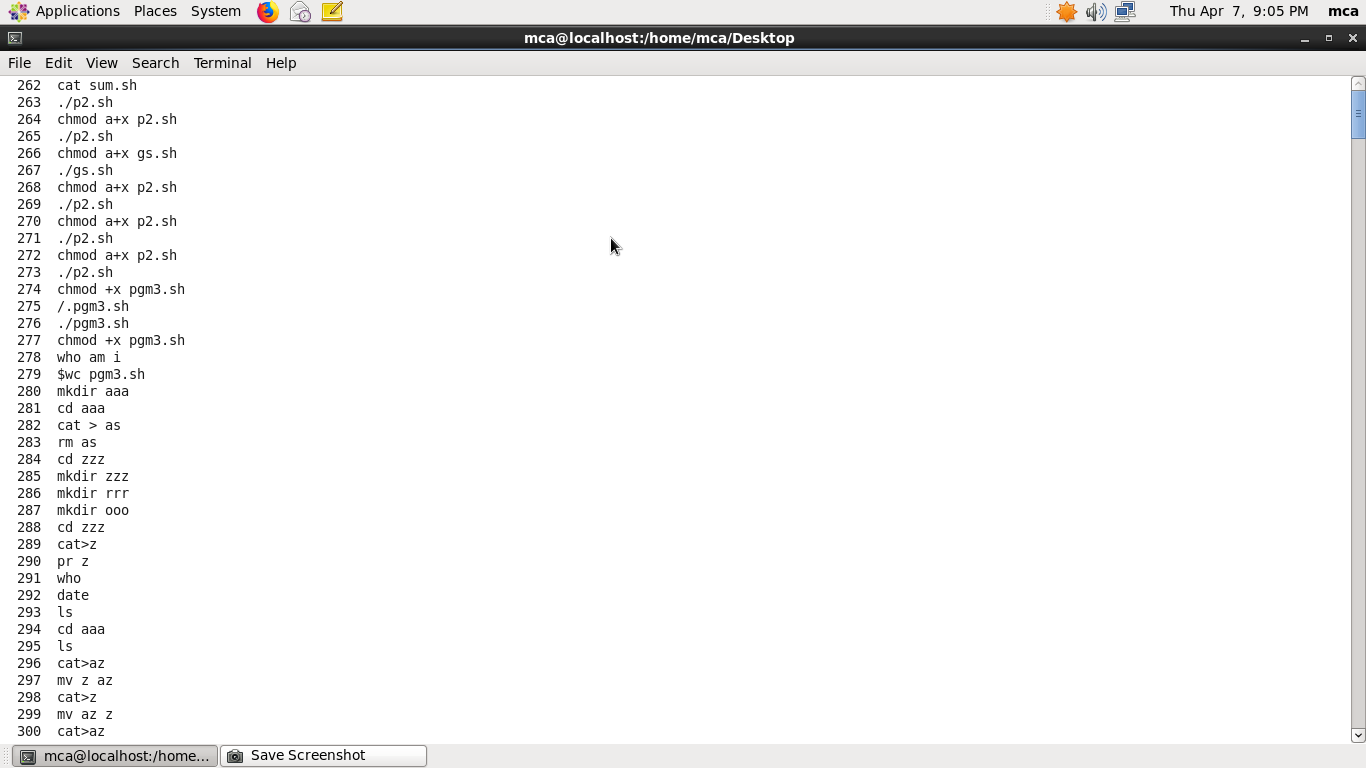 Applications Places System Thu Apr 7, 9:05 PM mca
mca@localhost:/home/mca/Desktop
File Edit View Search Terminal Help
262 cat sum.sh
263 ./p2.sh
264 chmod a+x p2.sh
265 ./p2.sh
266 chmod a+x gs.sh
267 ./gs.sh
268 chmod a+x p2.sh
269 ./p2.sh
270 chmod a+x p2.sh
271 ./p2.sh
272 chmod a+x p2.sh
273 ./p2.sh
274 chmod +x pgm3.sh
275 /.pgm3.sh
276 ./pgm3.sh
277 chmod +x pgm3.sh
278 who am i
279 $wc pgm3.sh
280 mkdir aaa
281 cd aaa
282 cat > as
283 rm as
284 cd zzz
285 mkdir zzz
286 mkdir rrr
287 mkdir ooo
288 cd zzz
289 cat>z
290 pr z
291 who
292 date
293 ls
294 cd aaa
295 ls
296 cat>az
297 mv z az
298 cat>z
299 mv az z
300 cat>az
mca@localhost:/home... Save Screenshot